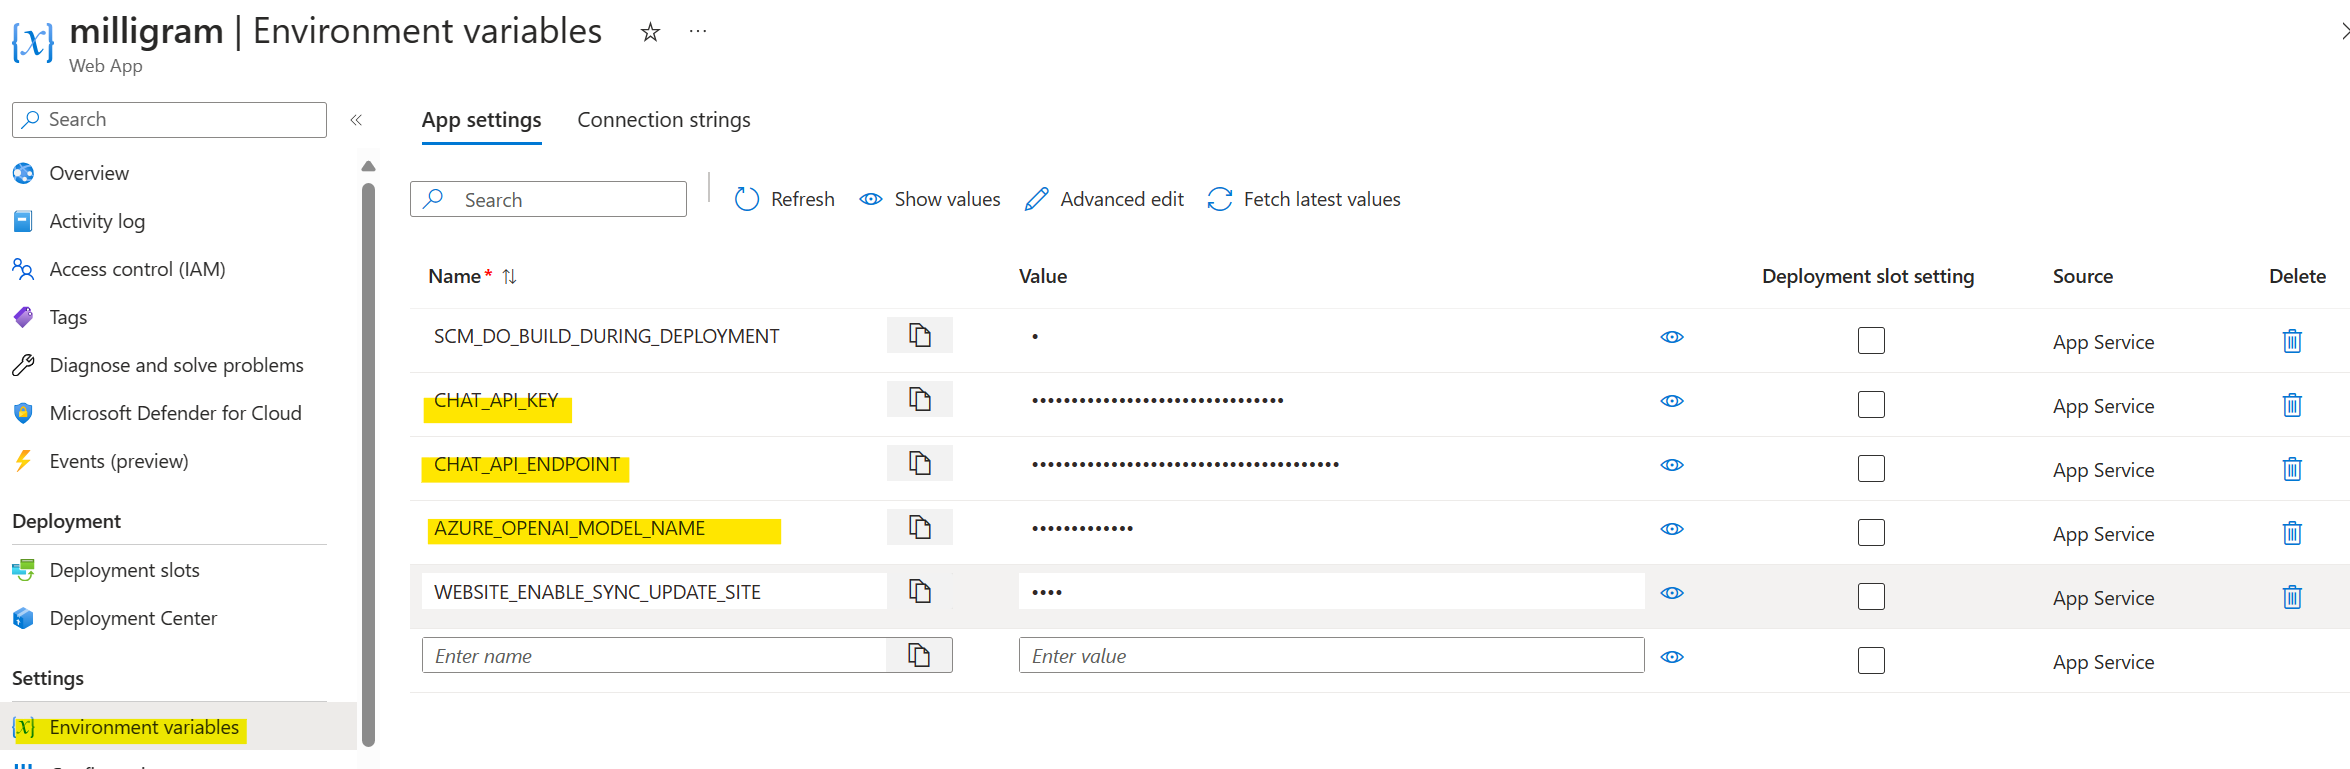 milligram | Environment variables
Web App
Search
Overview
Activity log
Access control (IAM)
Tags
Diagnose and solve problems
Microsoft Defender for Cloud
Events (preview)
Deployment
Deployment slots
Deployment Center
Settings
Environment variables
App settings Connection strings
Search Refresh Show values Advanced edit Fetch latest values
Name* Value Deployment slot setting Source Delete
SCM_DO_BUILD_DURING_DEPLOYMENT App Service
CHAT_API_KEY App Service
CHAT_API_ENDPOINT App Service
AZURE_OPENAI_MODEL_NAME App Service
WEBSITE_ENABLE_SYNC_UPDATE_SITE App Service
Enter name Enter value App Service